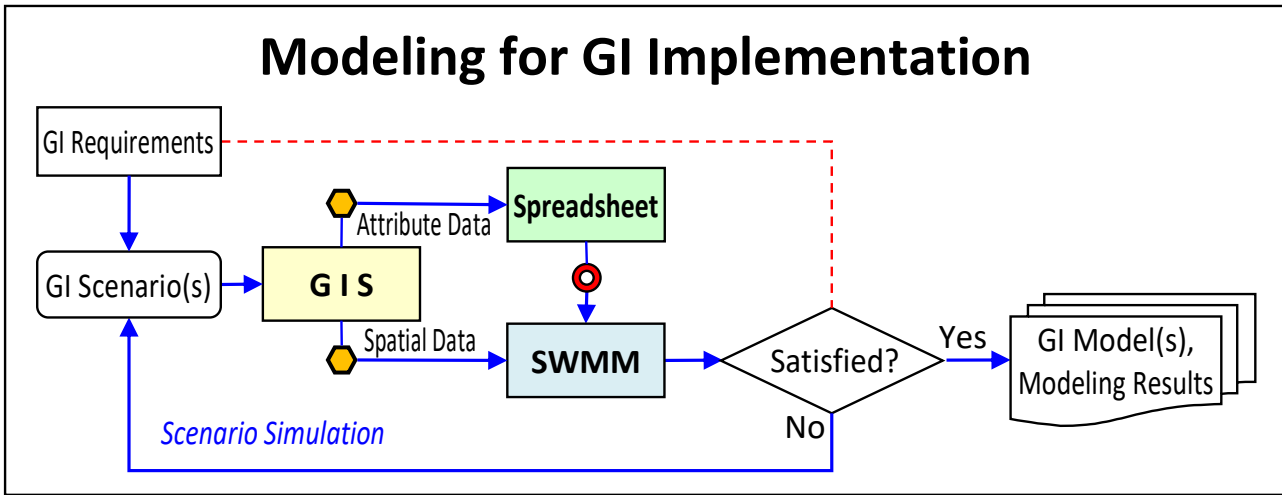 Modeling for GI Implementation
GI Requirements
Attribute Data
Spreadsheet
GI Scenario(s)
G I S
Spatial Data
SWMM
Satisfied?
Yes
GI Model(s),
Modeling Results
No
Scenario Simulation